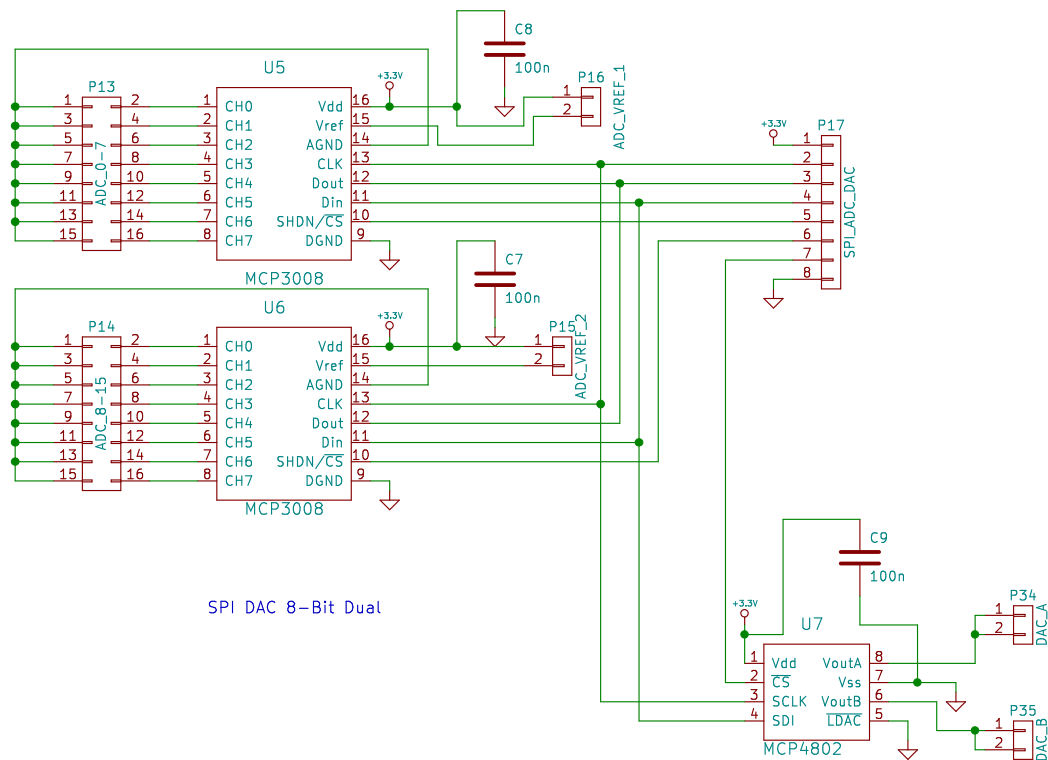 C8
100n
U5
+3.3V
P13
P16
ADC_VREF_1
1 2 1 CH0 Vdd 16
3 4 2 CH1 Vref 15
5 6 3 CH2 AGND 14
7 8 4 CH3 CLK 13
9 10 5 CH4 Dout 12
11 12 6 CH5 Din 11
13 14 7 CH6 SHDN/CS 10
15 16 8 CH7 DGND 9
ADC_0-7
MCP3008
1
2
+3.3V
P17
1
2
3
4
5
6
7
8
SPI_ADC_DAC
C7
100n
U6
+3.3V
P14
P15
ADC_VREF_2
1 2 1 CH0 Vdd 16
3 4 2 CH1 Vref 15
5 6 3 CH2 AGND 14
7 8 4 CH3 CLK 13
9 10 5 CH4 Dout 12
11 12 6 CH5 Din 11
13 14 7 CH6 SHDN/CS 10
15 16 8 CH7 DGND 9
ADC_8-15
MCP3008
1
2
SPI DAC 8-Bit Dual
C9
100n
+3.3V
U7
1 Vdd VoutA 8
2 CS Vss 7
3 SCLK VoutB 6
4 SDI LDAC 5
MCP4802
P34
1
2
DAC_A
P35
1
2
DAC_B